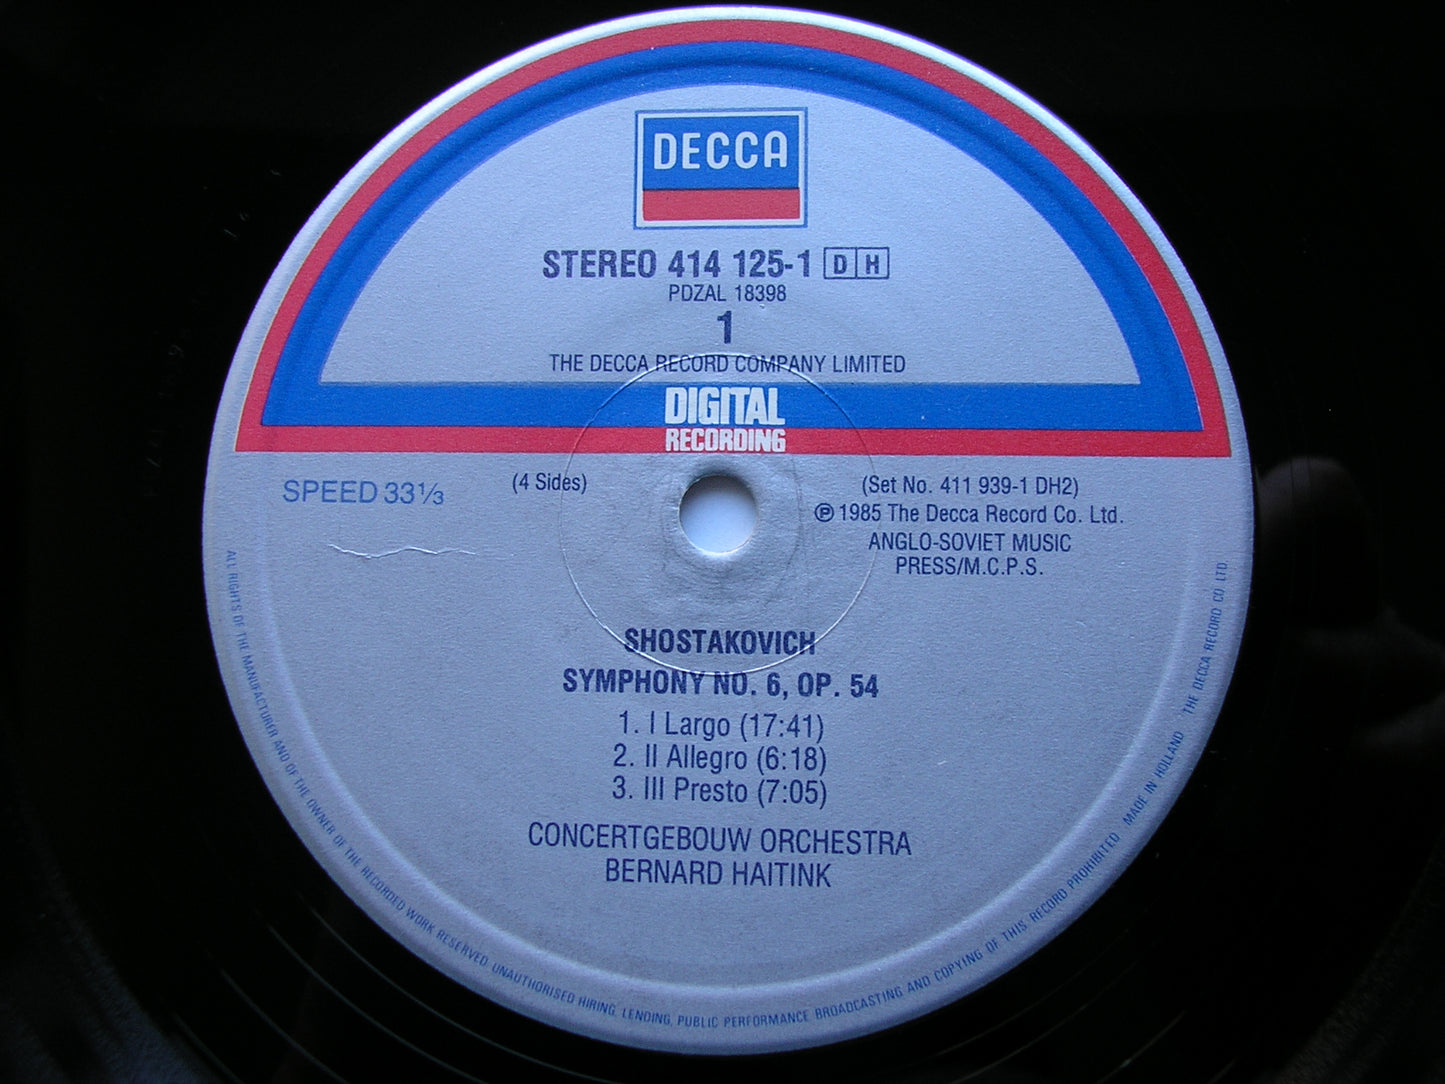 DECCA
STEREO 414 125-1 DH
PDZAL 18398
1
THE DECCA RECORD COMPANY LIMITED
DIGITAL
RECORDING
SPEED 33⅓
(4 Sides)
(Set No. 411 939-1 DH2)
℗ 1985 The Decca Record Co. Ltd.
ANGLO-SOVIET MUSIC
PRESS/M.C.P.S.
SHOSTAKOVICH
SYMPHONY NO. 6, OP. 54
1. I Largo (17:41)
2. II Allegro (6:18)
3. III Presto (7:05)
CONCERTGEBOUW ORCHESTRA
BERNARD HAITINK
ALL RIGHTS OF THE MANUFACTURER AND OF THE OWNER OF THE RECORDED WORK RESERVED. UNAUTHORISED HIRING, LENDING, PUBLIC PERFORMANCE BROADCASTING AND COPYING OF THIS RECORD PROHIBITED MADE IN HOLLAND THE DECCA RECORD CO. LTD.